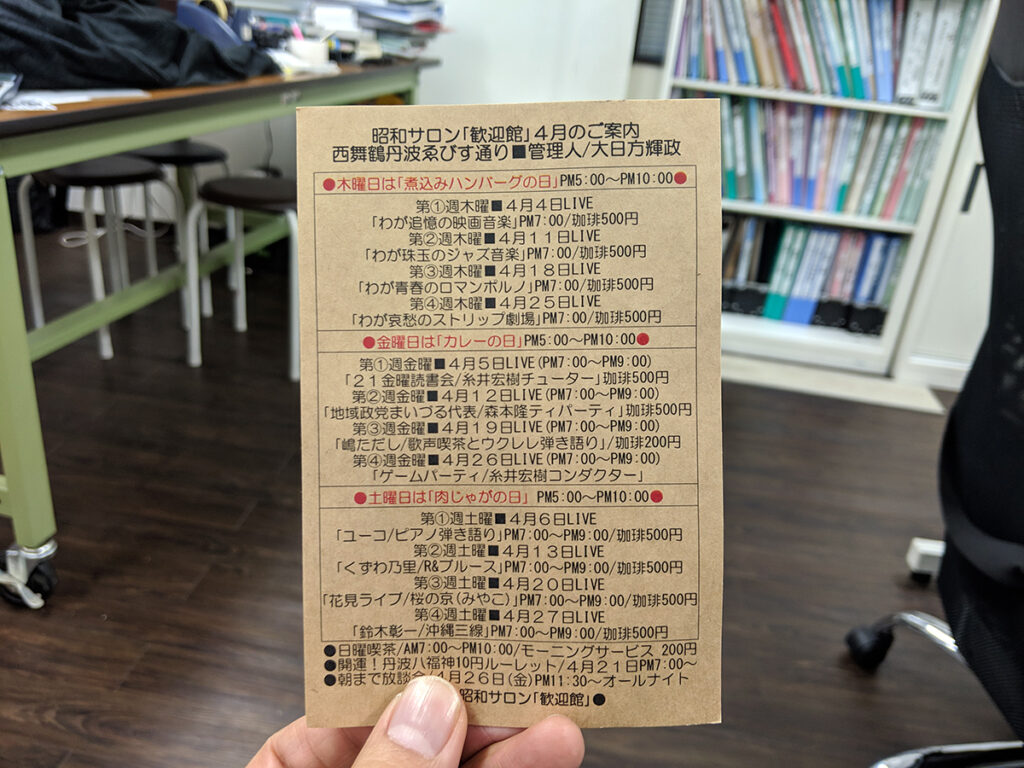 昭和サロン「歓迎館」4月のご案内
西舞鶴丹波ゑびす通り■管理人/大日方輝政
●木曜日は「煮込みハンバーグの日」PM5:00〜PM10:00●
第①週木曜■4月4日LIVE
「わが追憶の映画音楽」PM7:00/珈琲500円
第②週木曜■4月11日LIVE
「わが珠玉のジャズ音楽」PM7:00/珈琲500円
第③週木曜■4月18日LIVE
「わが青春のロマンポルノ」PM7:00/珈琲500円
第④週木曜■4月25日LIVE
「わが哀愁のストリップ劇場」PM7:00/珈琲500円
●金曜日は「カレーの日」PM5:00〜PM10:00●
第①週金曜■4月5日LIVE(PM7:00〜PM9:00)
「21金曜読書会/糸井宏樹チューター」珈琲500円
第②週金曜■4月12日LIVE(PM7:00〜PM9:00)
「地域政党まいづる代表/森本隆ティパーティ」珈琲500円
第③週金曜■4月19日LIVE(PM7:00〜PM9:00)
「嶋ただし/歌声喫茶とウクレレ弾き語り」/珈琲200円
第④週金曜■4月26日LIVE(PM7:00〜PM9:00)
「ゲームパーティ/糸井宏樹コンダクター」
●土曜日は「肉じゃがの日」 PM5:00〜PM10:00●
第①週土曜■4月6日LIVE
「ユーコ/ピアノ弾き語り」PM7:00〜PM9:00/珈琲500円
第②週土曜■4月13日LIVE
「くずわ乃里/R&ブルース」PM7:00〜PM9:00/珈琲500円
第③週土曜■4月20日LIVE
「花見ライブ/桜の京(みやこ)」PM7:00〜PM9:00/珈琲500円
第④週土曜■4月27日LIVE
「鈴木彰一/沖縄三線」PM7:00〜PM9:00/珈琲500円
●日曜喫茶/AM7:00〜PM10:00/モーニングサービス 200円
●開運!丹波八福神10円ルーレット/4月21日PM7:00〜
●朝まで放談会4月26日(金)PM11:30〜オールナイト
昭和サロン「歓迎館」●